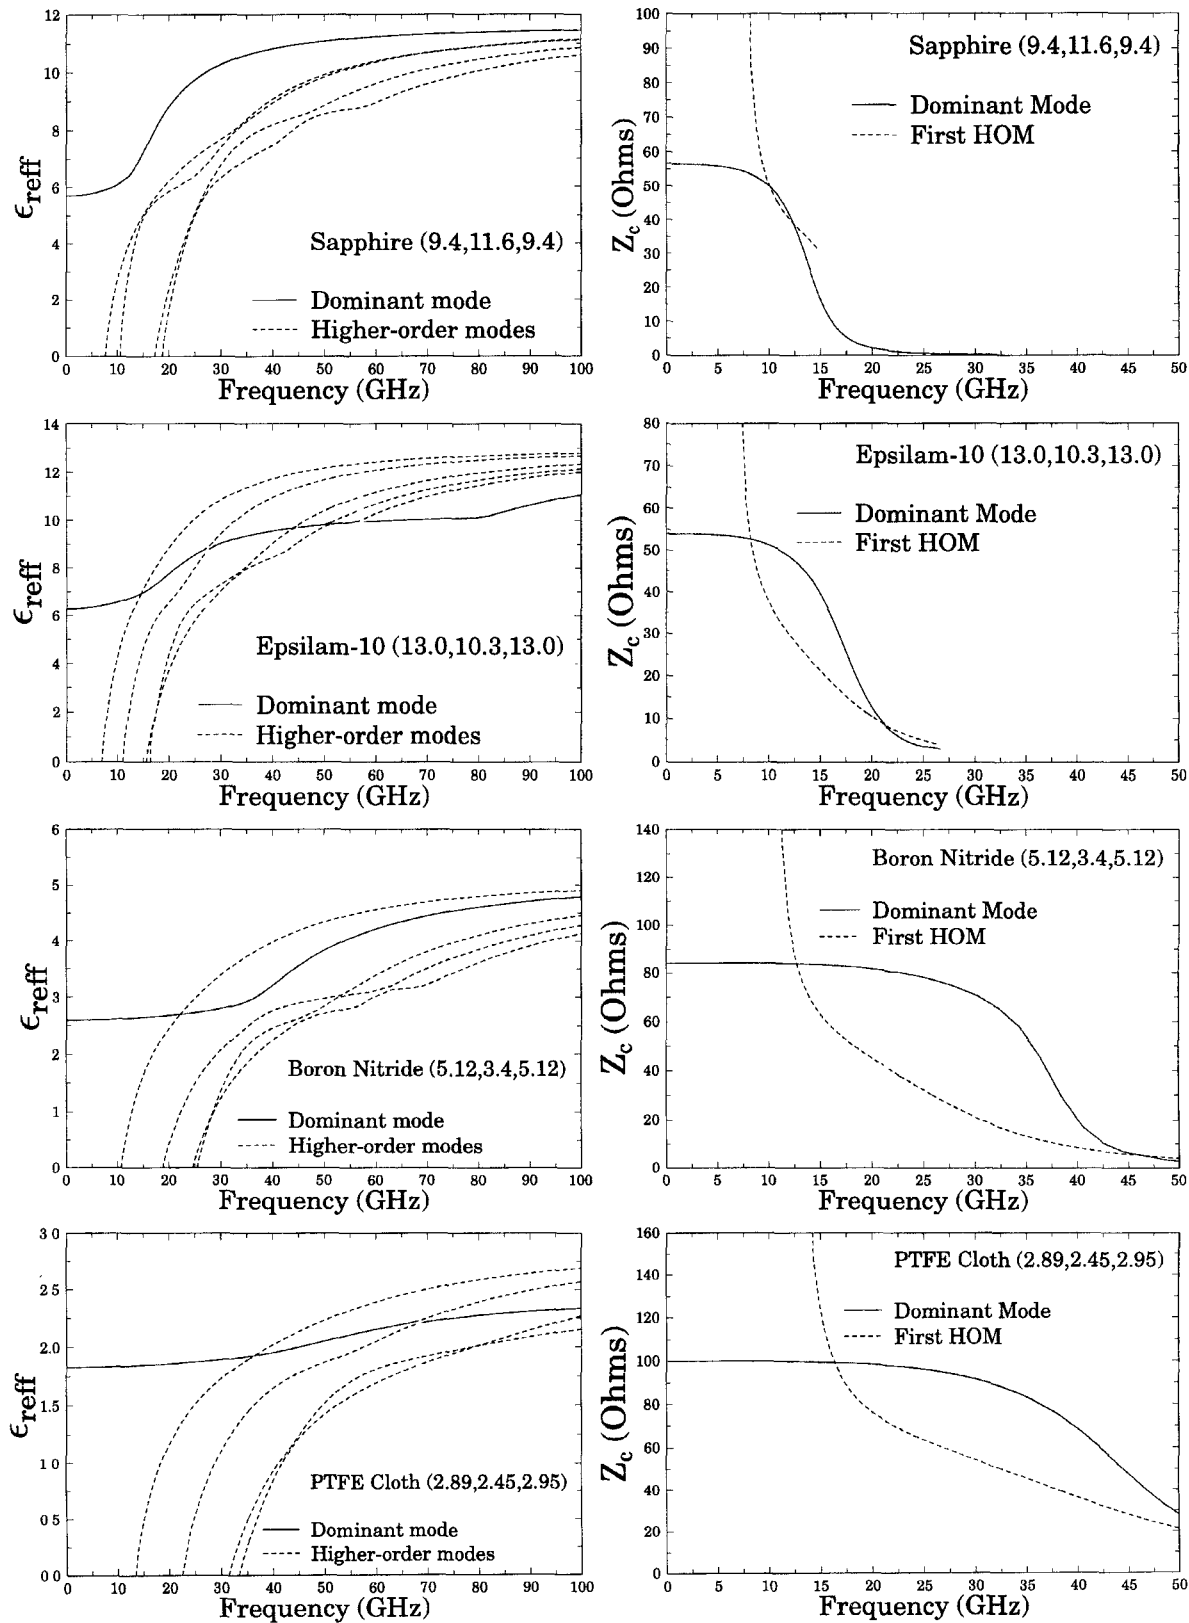 12
10
8
6
4
2
0
ϵreff
Sapphire (9.4,11.6,9.4)
Dominant mode
Higher-order modes
0 10 20 30 40 50 60 70 80 90 100
Frequency (GHz)
100
90
80
70
60
50
40
30
20
10
0
Zc (Ohms)
Sapphire (9.4,11.6,9.4)
Dominant Mode
First HOM
0 5 10 15 20 25 30 35 40 45 50
Frequency (GHz)
14
12
10
8
6
4
2
0
ϵreff
Epsilam-10 (13.0,10.3,13.0)
Dominant mode
Higher-order modes
0 10 20 30 40 50 60 70 80 90 100
Frequency (GHz)
80
70
60
50
40
30
20
10
0
Zc (Ohms)
Epsilam-10 (13.0,10.3,13.0)
Dominant Mode
First HOM
0 5 10 15 20 25 30 35 40 45 50
Frequency (GHz)
6
5
4
3
2
1
0
ϵreff
Boron Nitride (5.12,3.4,5.12)
Dominant mode
Higher-order modes
0 10 20 30 40 50 60 70 80 90 100
Frequency (GHz)
140
120
100
80
60
40
20
0
Zc (Ohms)
Boron Nitride (5.12,3.4,5.12)
Dominant Mode
First HOM
0 5 10 15 20 25 30 35 40 45 50
Frequency (GHz)
3 0
2.5
2.0
1.5
1 0
0 5
0 0
ϵreff
PTFE Cloth (2.89,2.45,2.95)
Dominant mode
Higher-order modes
0 10 20 30 40 50 60 70 80 90 100
Frequency (GHz)
160
140
120
100
80
60
40
20
0
Zc (Ohms)
PTFE Cloth (2.89,2.45,2.95)
Dominant Mode
First HOM
0 5 10 15 20 25 30 35 40 45 50
Frequency (GHz)